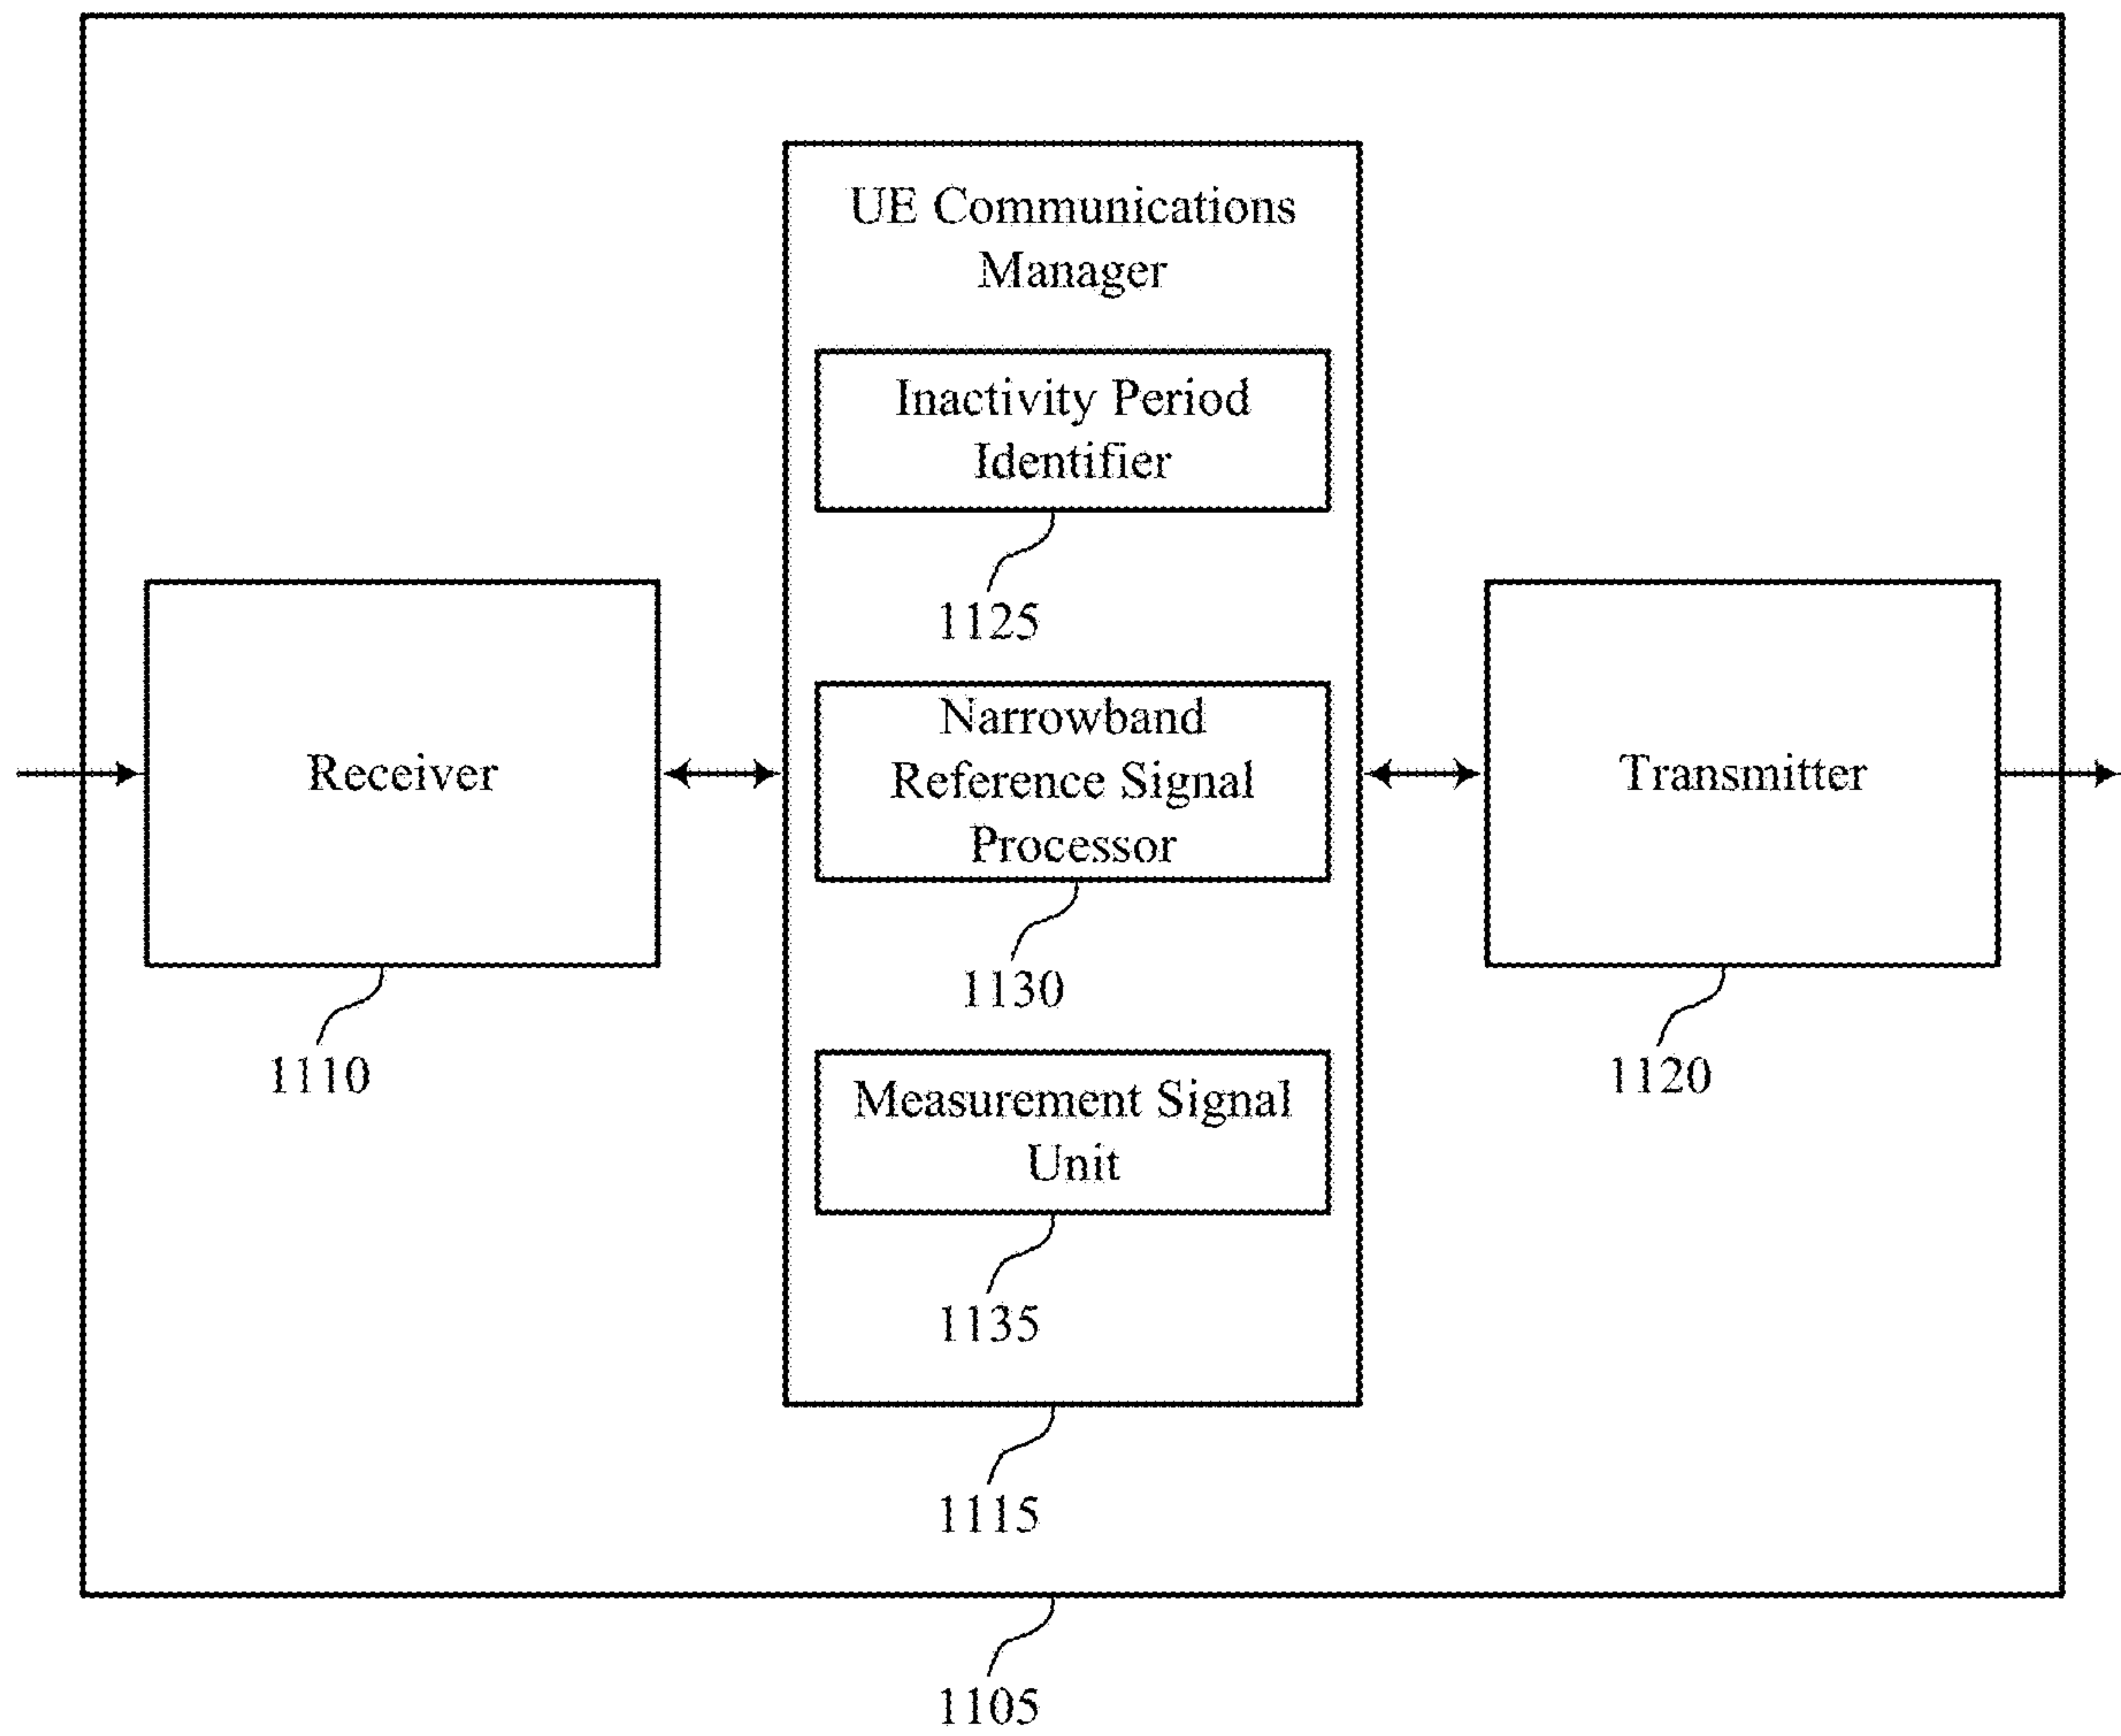 UE Communications
Manager
Inactivity Period
Identifier
1125
Receiver
1110
Narrowband
Reference Signal
Processor
1130
Transmitter
1120
Measurement Signal
Unit
1135
1115
1105